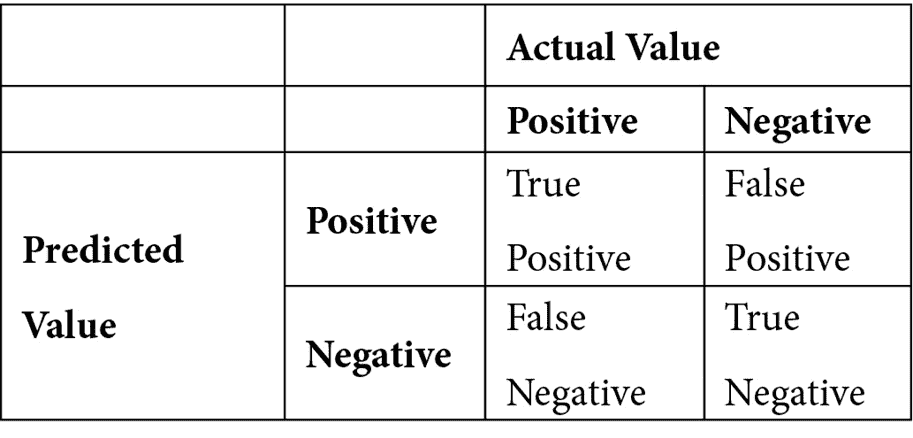 Actual Value
Positive Negative
Predicted
Value
Positive
True
Positive
False
Positive
Negative
False
Negative
True
Negative